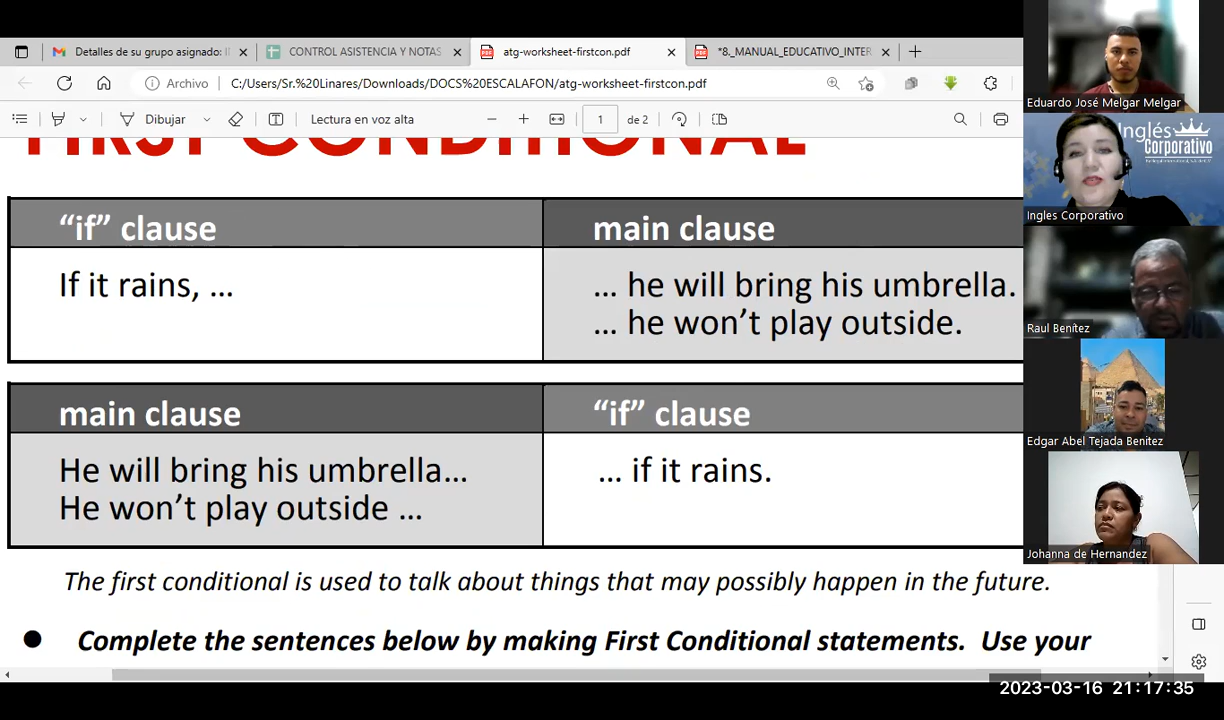 Detalles de su grupo asignado: I
CONTROL ASISTENCIA Y NOTAS
atg-worksheet-firstcon.pdf
*8._MANUAL_EDUCATIVO_INTER
Archivo
C:/Users/Sr.%20Linares/Downloads/DOCS%20ESCALAFON/atg-worksheet-firstcon.pdf
Dibujar
Lectura en voz alta
1
de 2
FIRST CONDITIONAL
“if” clause
main clause
If it rains, …
… he will bring his umbrella.
… he won’t play outside.
main clause
“if” clause
He will bring his umbrella…
He won’t play outside …
… if it rains.
The first conditional is used to talk about things that may possibly happen in the future.
● Complete the sentences below by making First Conditional statements. Use your
Eduardo José Melgar Melgar
Inglés
Corporativo
Ingles Corporativo
Raul Benítez
Edgar Abel Tejada Benitez
Johanna de Hernandez
2023-03-16 21:17:35